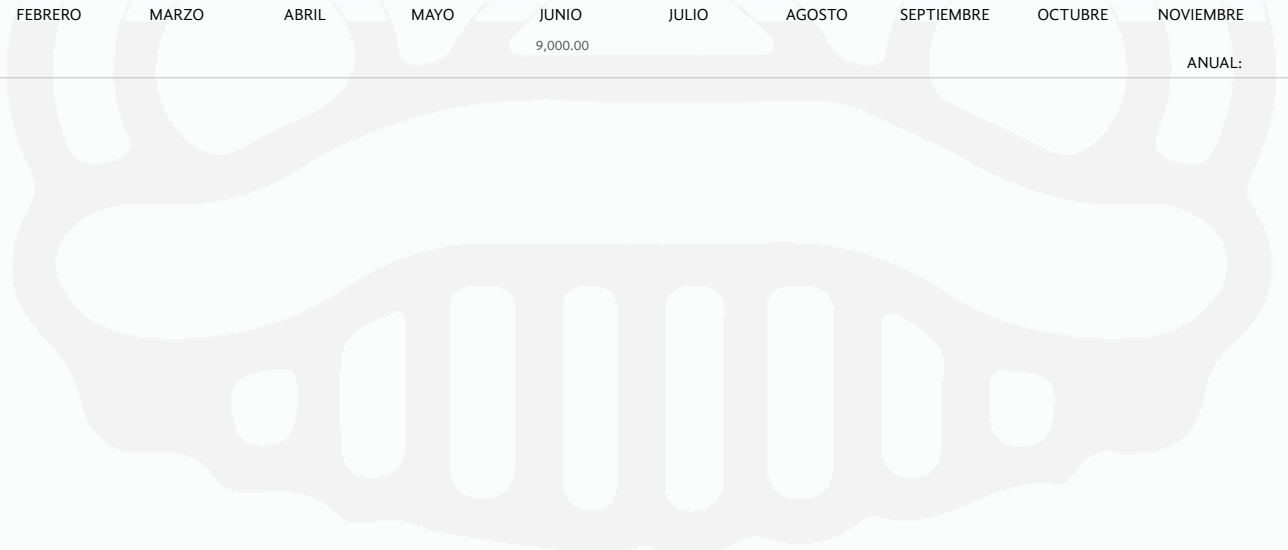 FEBRERO MARZO ABRIL MAYO JUNIO JULIO AGOSTO SEPTIEMBRE OCTUBRE NOVIEMBRE
9,000.00
ANUAL: